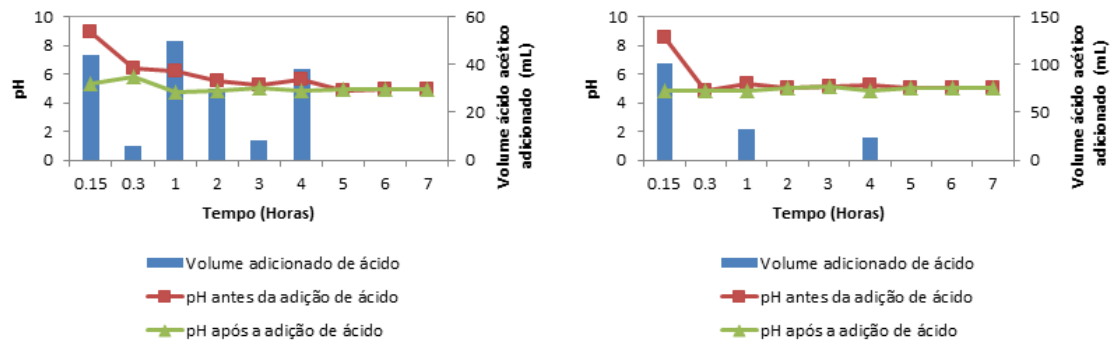 10
8
6
4
2
0
pH
60
40
20
0
Volume ácido acético
adicionado (mL)
0.15 0.3 1 2 3 4 5 6 7
Tempo (Horas)
Volume adicionado de ácido
pH antes da adição de ácido
pH após a adição de ácido
10
8
6
4
2
0
pH
150
100
50
0
Volume ácido acético
adicionado (mL)
0.15 0.3 1 2 3 4 5 6 7
Tempo (Horas)
Volume adicionado de ácido
pH antes da adição de ácido
pH após a adição de ácido